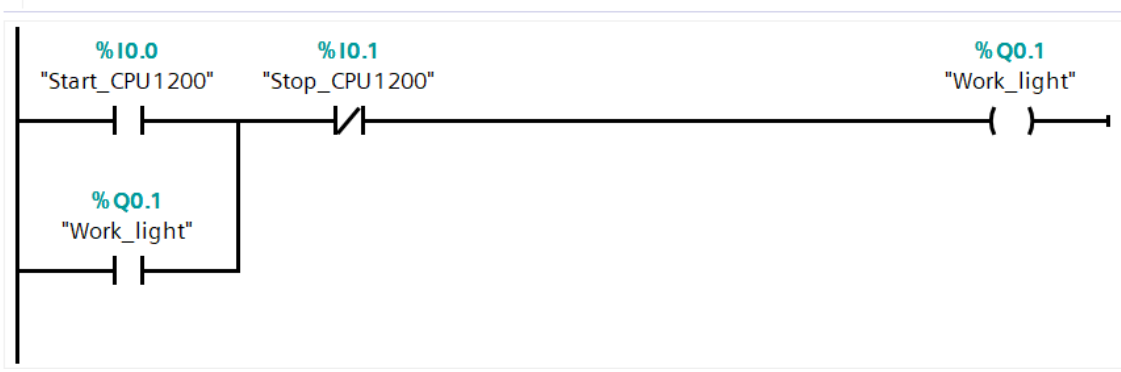 %I0.0 %I0.1 %Q0.1
"Start_CPU1200" "Stop_CPU1200" "Work_light"
%Q0.1
"Work_light"